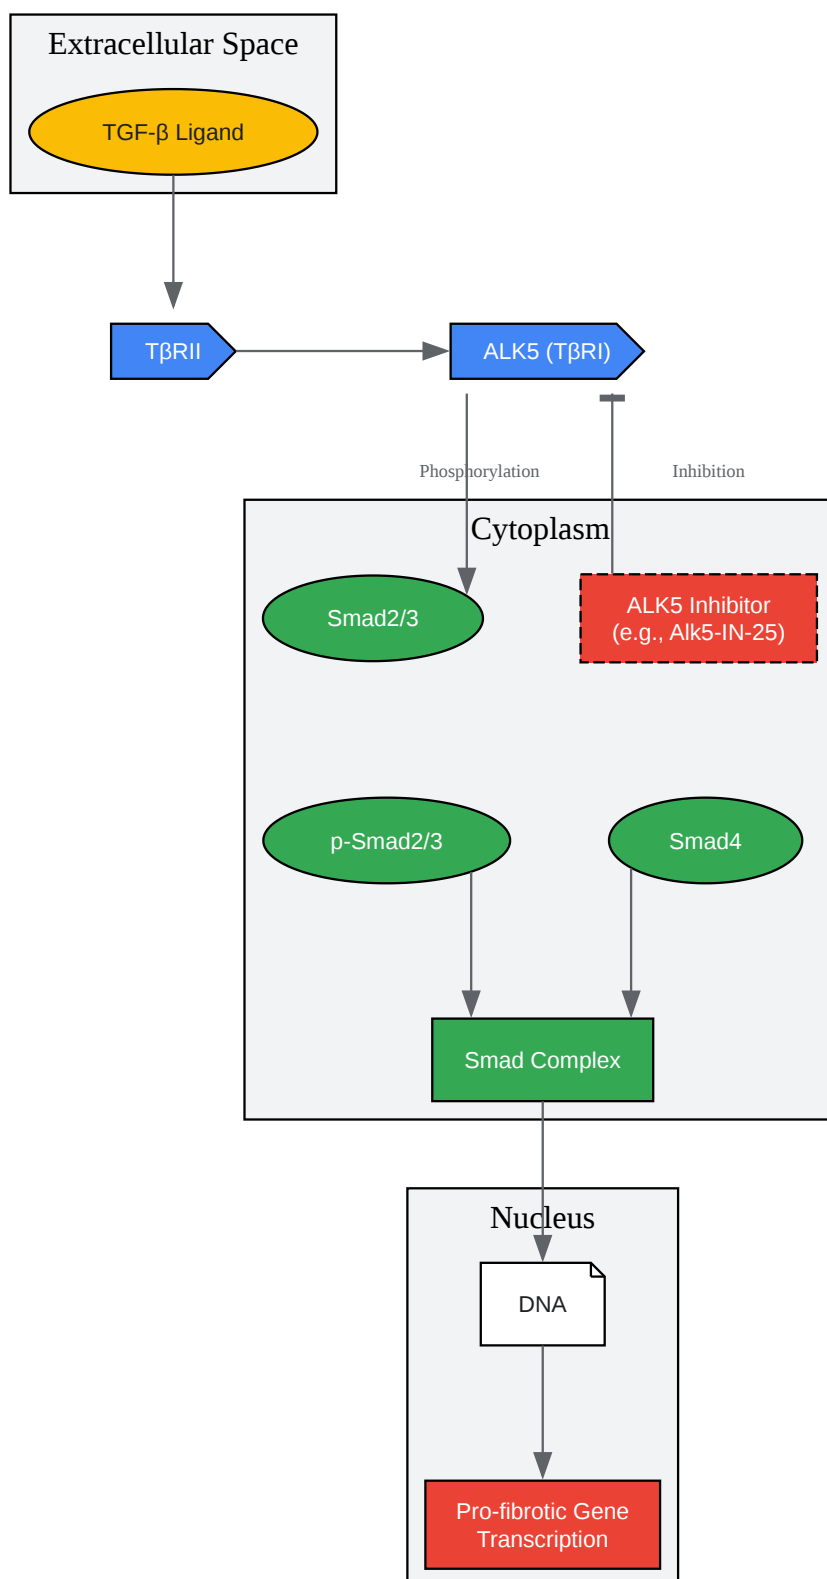 Extracellular Space
TGF-β Ligand
TβRII
ALK5 (TβRI)
Phosphorylation
Inhibition
Cytoplasm
Smad2/3
ALK5 Inhibitor
(e.g., Alk5-IN-25)
p-Smad2/3
Smad4
Smad Complex
Nucleus
DNA
Pro-fibrotic Gene
Transcription